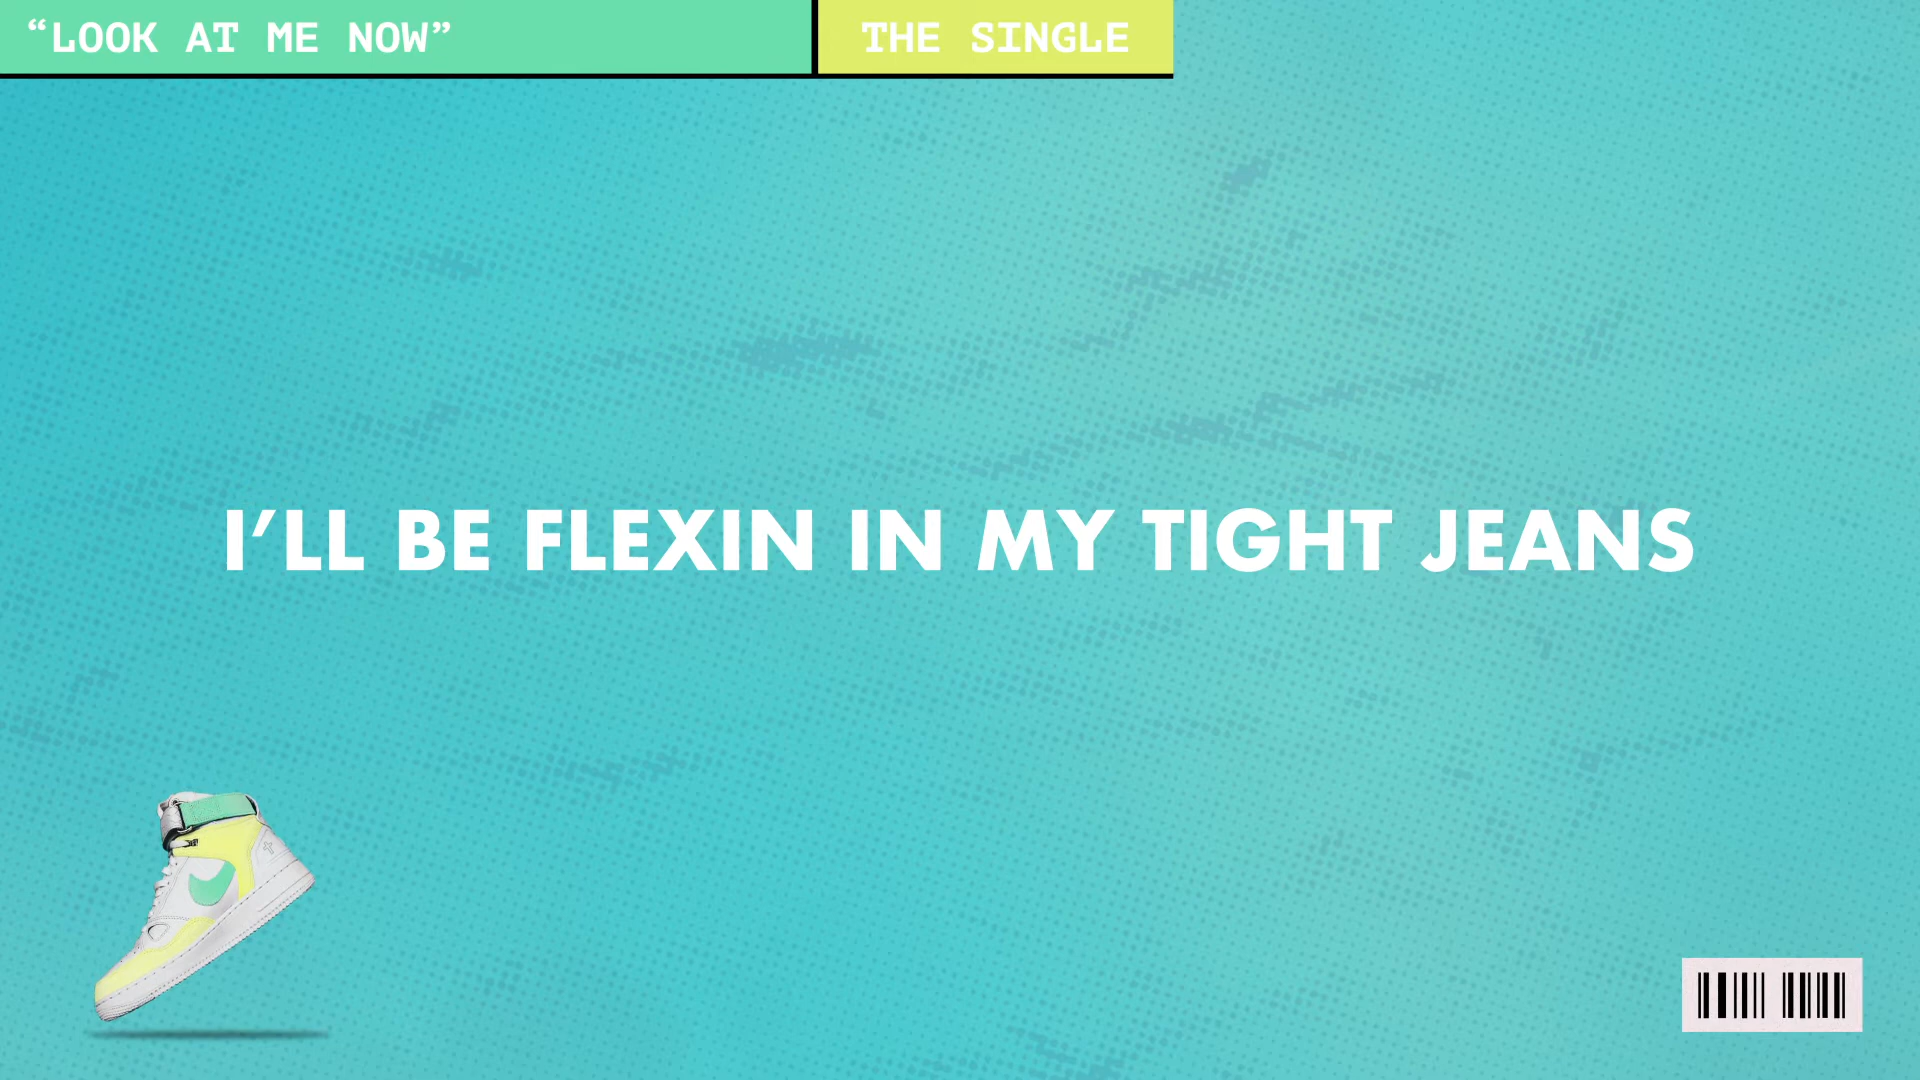 “LOOK AT ME NOW”
THE SINGLE
I’LL BE FLEXIN IN MY TIGHT JEANS